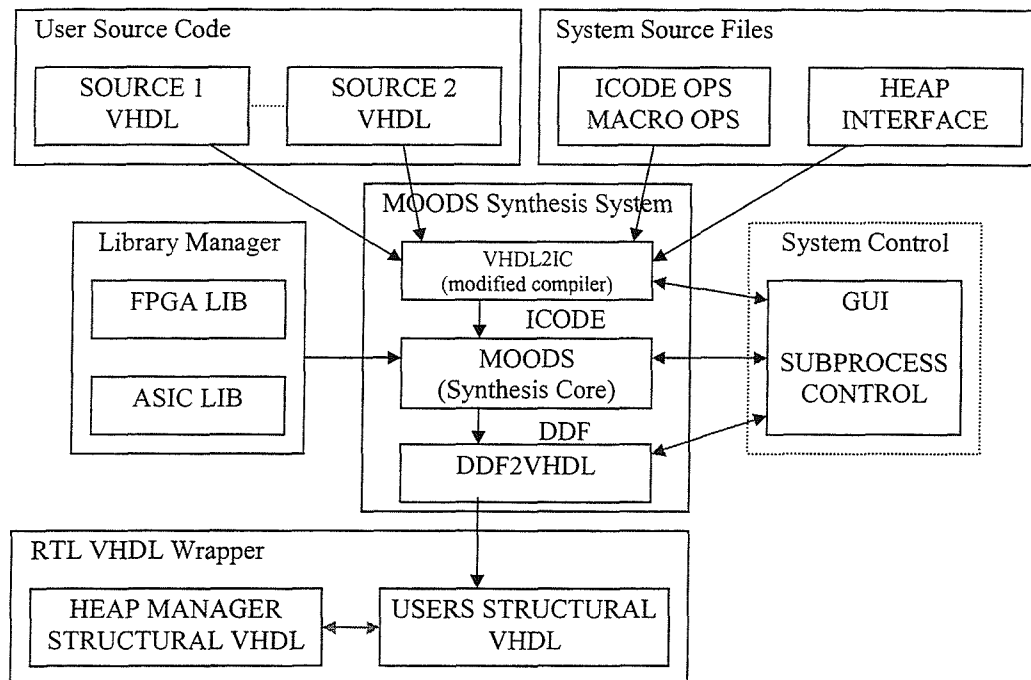 User Source Code
SOURCE 1
VHDL
SOURCE 2
VHDL
System Source Files
ICODE OPS
MACRO OPS
HEAP
INTERFACE
MOODS Synthesis System
VHDL2IC
(modified compiler)
ICODE
MOODS
(Synthesis Core)
DDF
DDF2VHDL
Library Manager
FPGA LIB
ASIC LIB
System Control
GUI
SUBPROCESS
CONTROL
RTL VHDL Wrapper
HEAP MANAGER
STRUCTURAL VHDL
USERS STRUCTURAL
VHDL